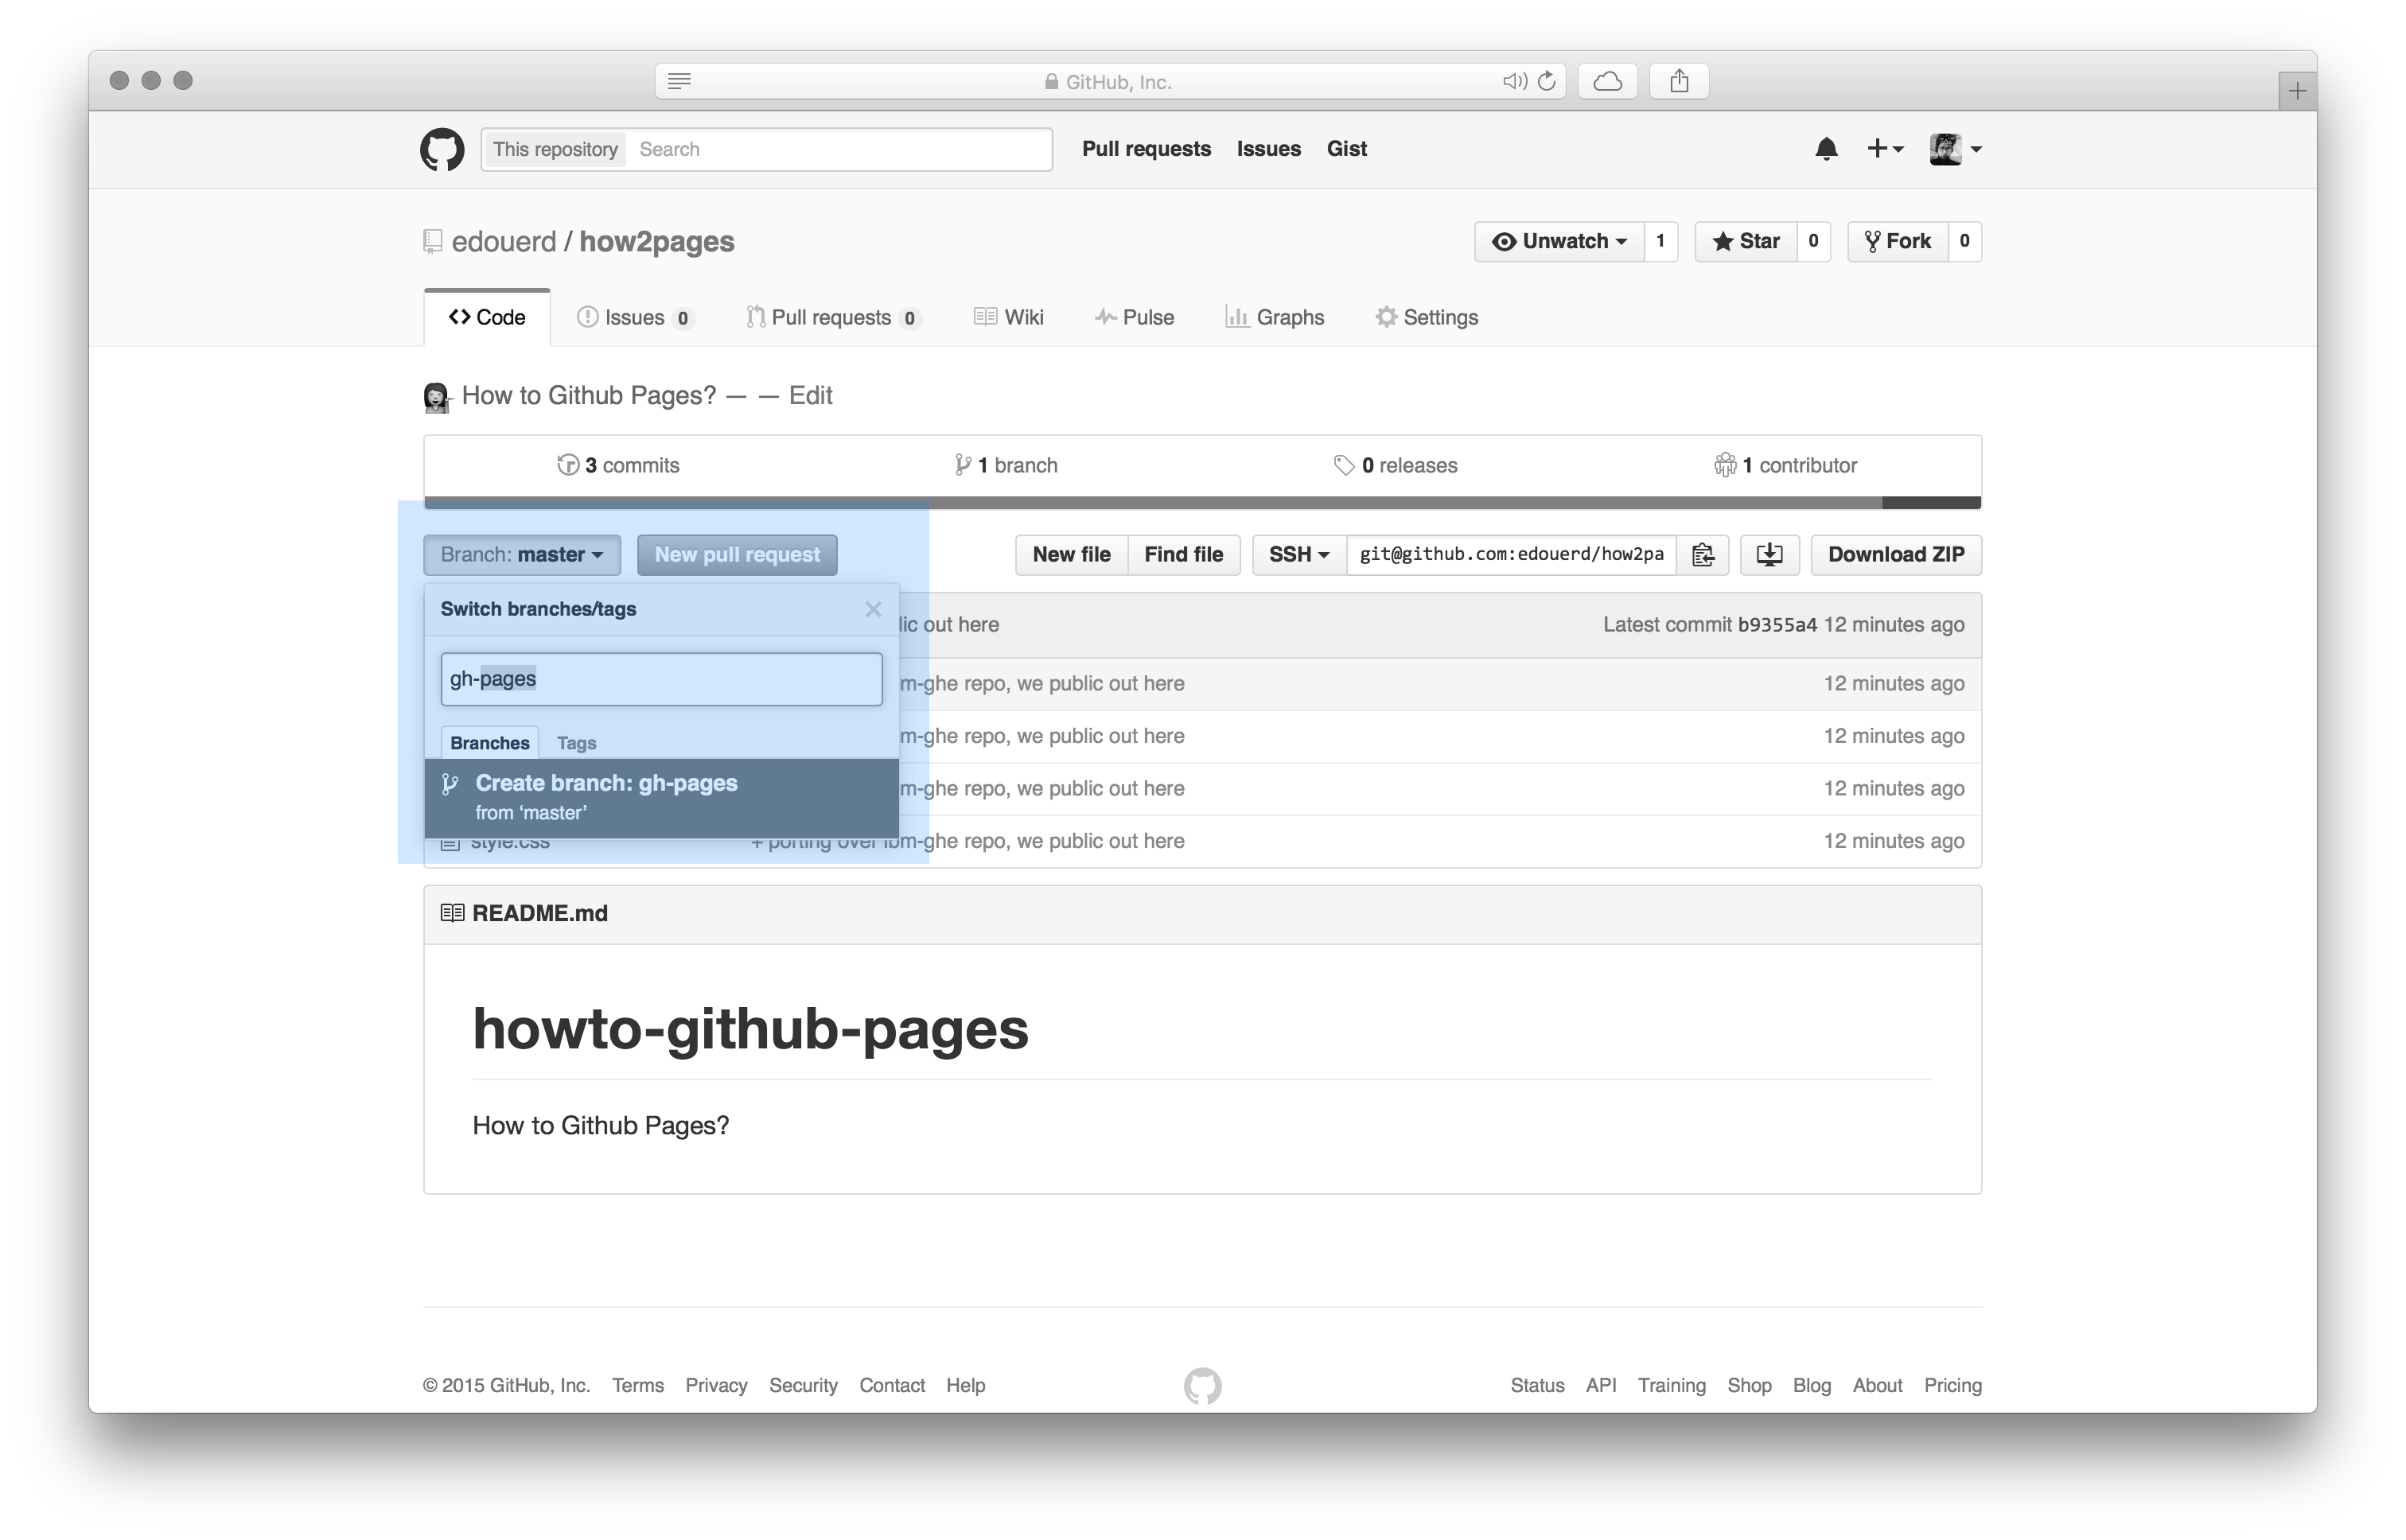 GitHub, Inc.
This repository Search Pull requests Issues Gist
edouerd / how2pages Unwatch 1 Star 0 Fork 0
Code Issues 0 Pull requests 0 Wiki Pulse Graphs Settings
How to Github Pages? — — Edit
3 commits 1 branch 0 releases 1 contributor
Branch: master New pull request New file Find file SSH git@github.com:edouerd/how2pa Download ZIP
Switch branches/tags
out here Latest commit b9355a4 12 minutes ago
gh-pages
repo, we public out here 12 minutes ago
Branches Tags
repo, we public out here 12 minutes ago
Create branch: gh-pages
from ‘master’
repo, we public out here 12 minutes ago
style.css + porting over ibm-ghe repo, we public out here 12 minutes ago
README.md
howto-github-pages
How to Github Pages?
© 2015 GitHub, Inc. Terms Privacy Security Contact Help Status API Training Shop Blog About Pricing